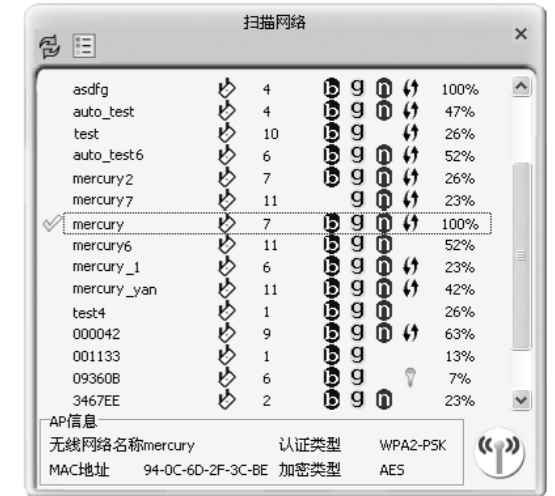 扫描网络
asdfg 4 b g n 100%
auto_test 4 b g n 47%
test 10 b g 26%
auto_test6 6 b g n 52%
mercury2 7 b g n 26%
mercury7 11 g n 23%
mercury 7 b g n 100%
mercury6 11 b g n 52%
mercury_1 6 b g n 23%
mercury_yan 11 b g n 42%
test4 1 b g n 26%
000042 9 b g n 63%
001133 1 b g 13%
09360B 6 b g 7%
3467EE 2 b g n 23%
AP信息
无线网络名称mercury 认证类型 WPA2-PSK
MAC地址 94-0C-6D-2F-3C-BE 加密类型 AES